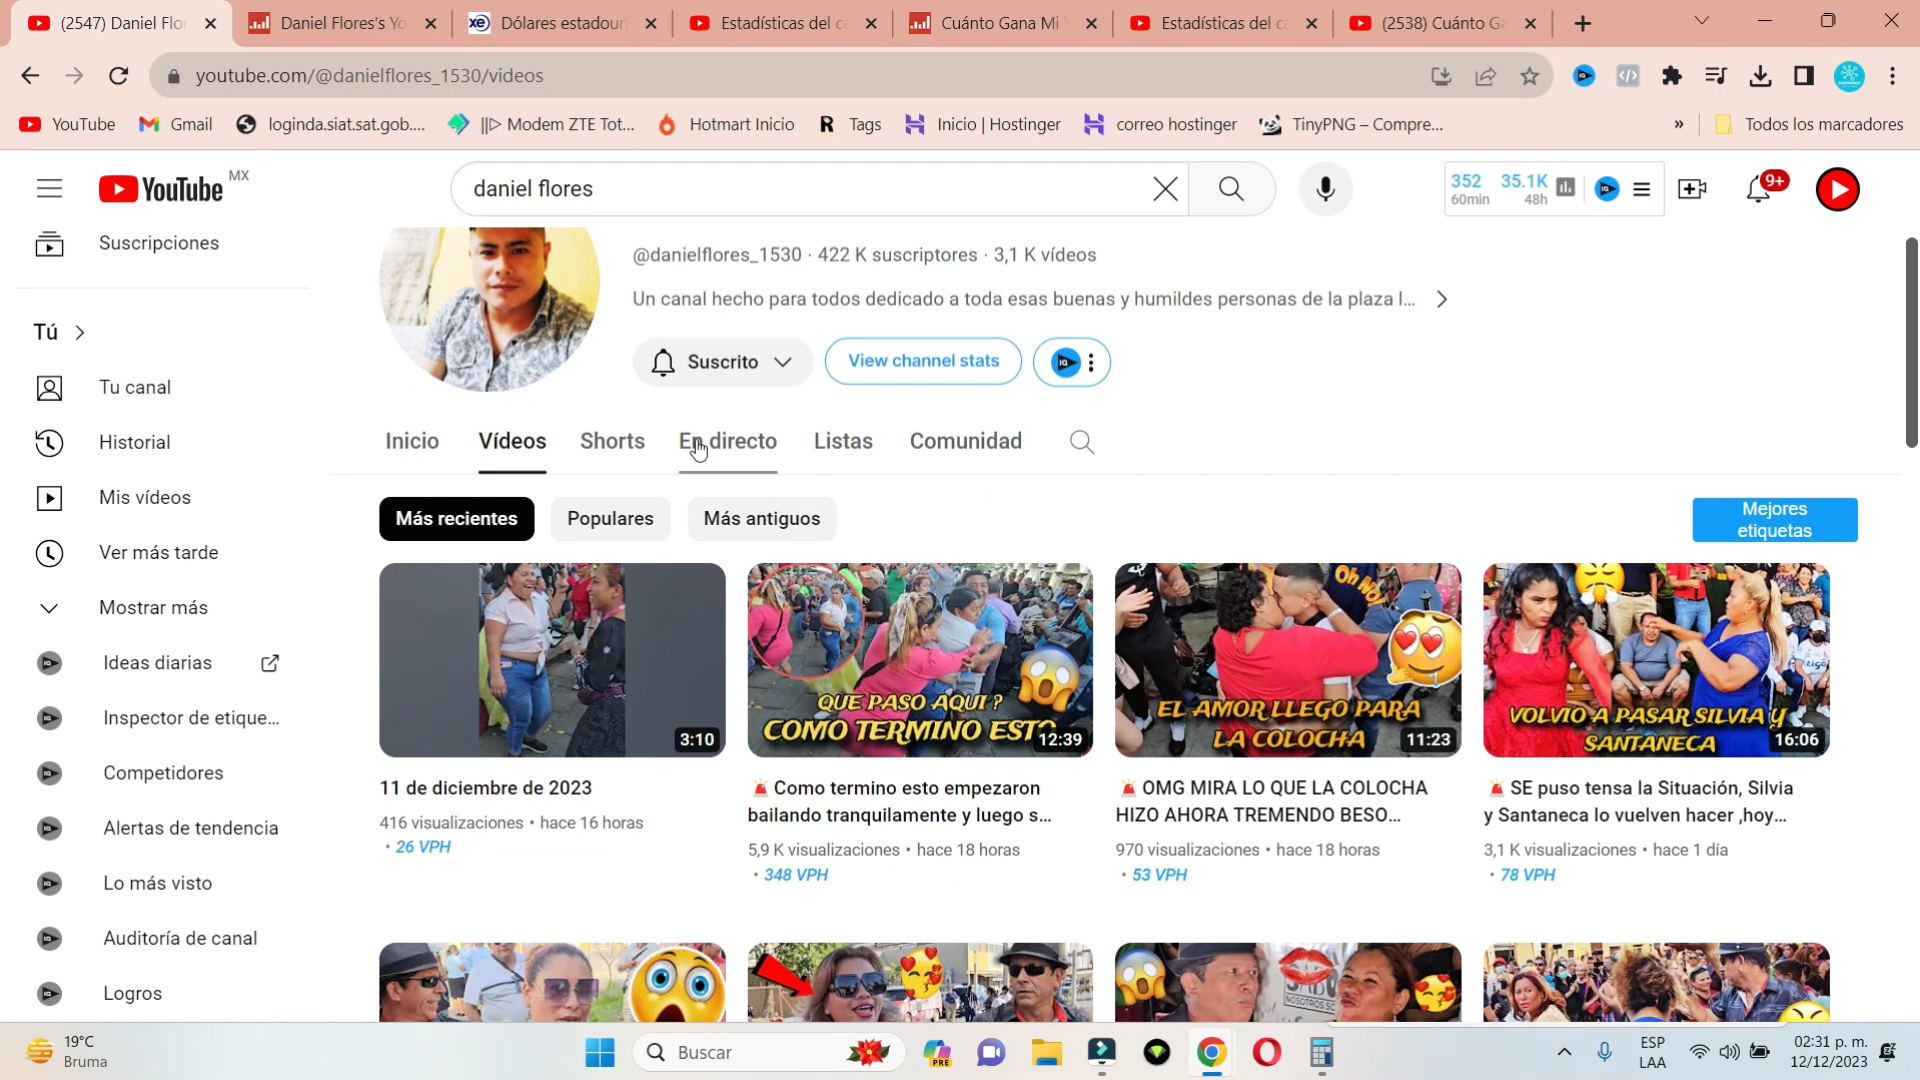 (2547) Daniel Flor
Daniel Flores's Yo
Dólares estadoun
Estadísticas del ca
Cuánto Gana Mi Y
Estadísticas del ca
(2538) Cuánto Ga
youtube.com/@danielflores_1530/videos
YouTube
Gmail
loginda.siat.sat.gob....
||▷ Modem ZTE Tot...
Hotmart Inicio
Tags
Inicio | Hostinger
correo hostinger
TinyPNG – Compre...
»
Todos los marcadores
YouTube MX
daniel flores
352 35.1K
60min 48h
9+
Suscripciones
Tú
Tu canal
Historial
Mis vídeos
Ver más tarde
Mostrar más
Ideas diarias
Inspector de etique...
Competidores
Alertas de tendencia
Lo más visto
Auditoría de canal
Logros
@danielflores_1530 · 422 K suscriptores · 3,1 K vídeos
Un canal hecho para todos dedicado a toda esas buenas y humildes personas de la plaza l...
Suscrito
View channel stats
Inicio
Vídeos
Shorts
En directo
Listas
Comunidad
Más recientes
Populares
Más antiguos
Mejores
etiquetas
3:10
11 de diciembre de 2023
416 visualizaciones • hace 16 horas
• 26 VPH
QUE PASO AQUI ?
COMO TERMINO ESTO
12:39
🚨 Como termino esto empezaron
bailando tranquilamente y luego s...
5,9 K visualizaciones • hace 18 horas
• 348 VPH
Oh NO!
EL AMOR LLEGO PARA
LA COLOCHA
11:23
🚨 OMG MIRA LO QUE LA COLOCHA
HIZO AHORA TREMENDO BESO...
970 visualizaciones • hace 18 horas
• 53 VPH
tigo
VOLVIO A PASAR SILVIA Y
SANTANECA
16:06
🚨 SE puso tensa la Situación, Silvia
y Santaneca lo vuelven hacer ,hoy...
3,1 K visualizaciones • hace 1 día
• 78 VPH
NOSOTROS
19°C
Bruma
Buscar
PRE
ESP
LAA
02:31 p. m.
12/12/2023